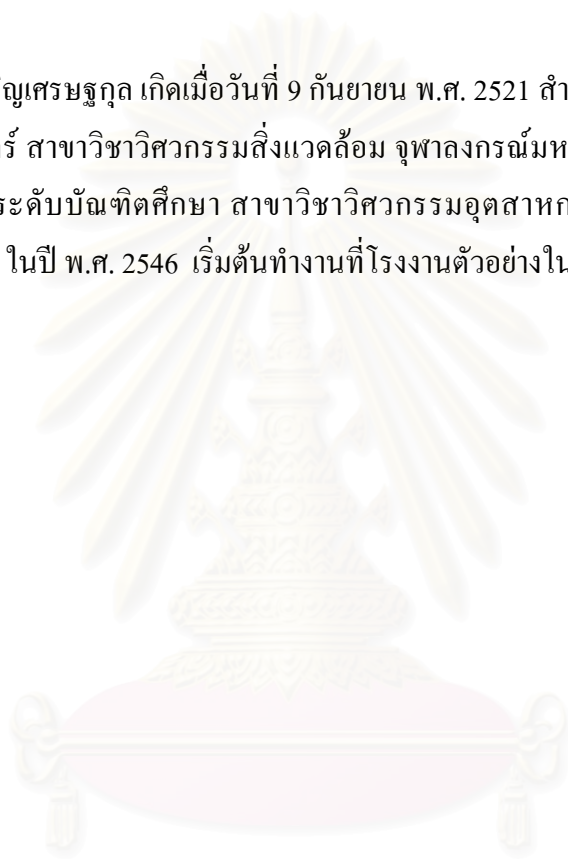 ญเศรษฐกุล เกิดเมื่อวันที่ 9 กันยายน พ.ศ. 2521 สำ
ร์ สาขาวิชาวิศวกรรมสิ่งแวดล้อม จุฬาลงกรณ์มห
ระดับบัณฑิตศึกษา สาขาวิชาวิศวกรรมอุตสาหก
ในปี พ.ศ. 2546 เริ่มต้นทำงานที่โรงงานตัวอย่างใน